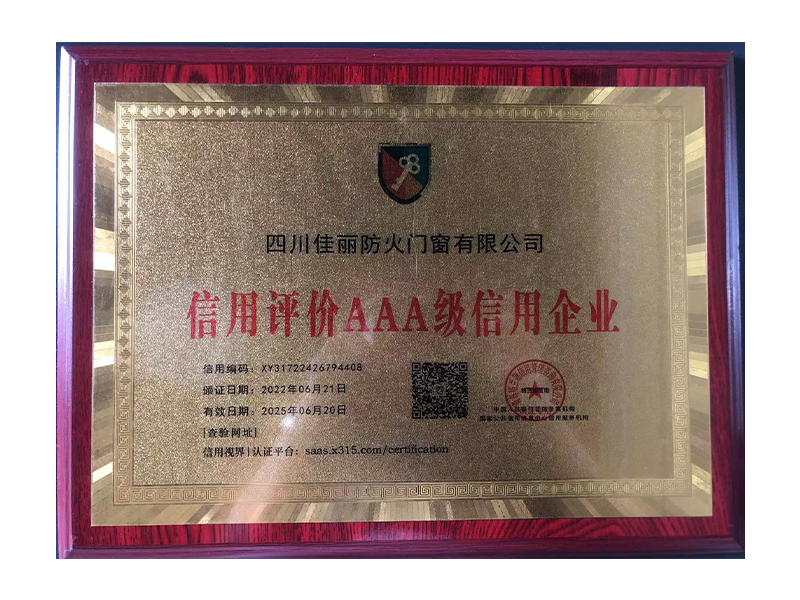 四川佳丽防火门窗有限公司
信用评价AAA级信用企业
信用编码：XY31722426794408
颁证日期：2022年06月21日
有效日期：2025年06月20日
[查验网址]
信用视界|认证平台：saas.x315.com/certification